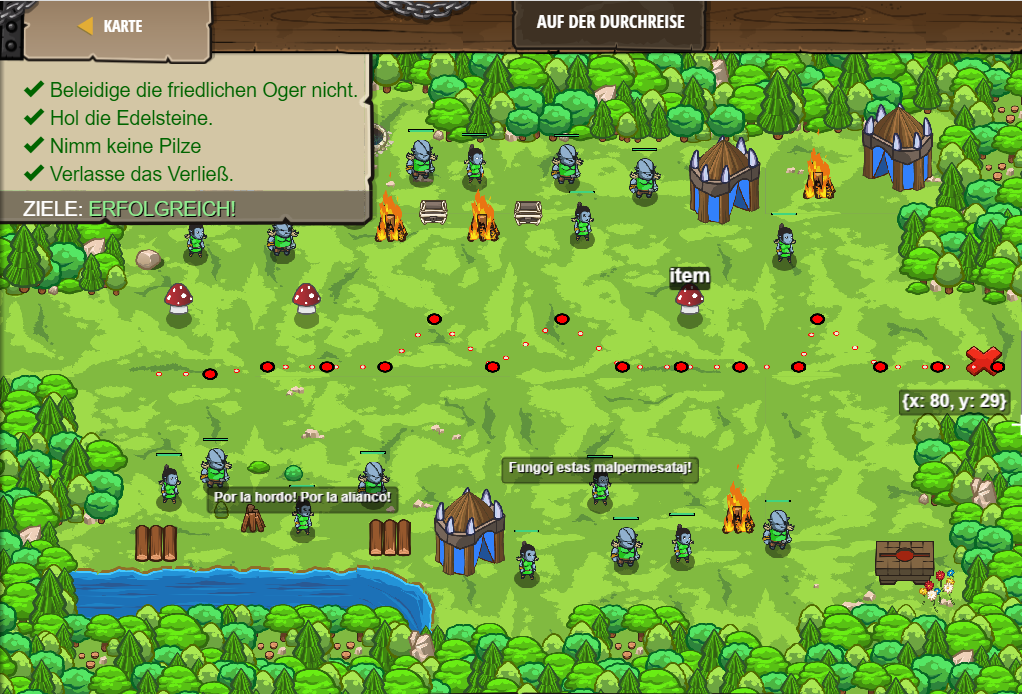 KARTE
AUF DER DURCHREISE
Beleidige die friedlichen Oger nicht.
Hol die Edelsteine.
Nimm keine Pilze
Verlasse das Verließ.
ZIELE: ERFOLGREICH!
item
{x: 80, y: 29}
Fungoj estas malpermesataj!
Por la hordo! Por la alianco!